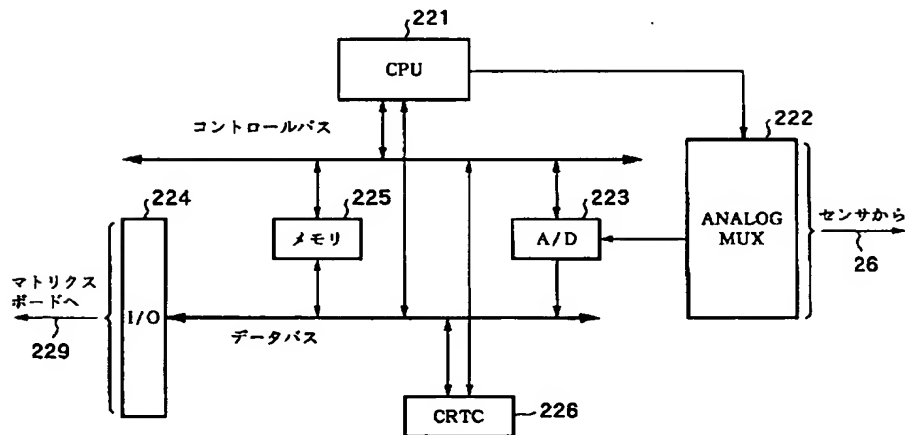 221
CPU
コントロールバス
222
224
225
223
メモリ
A/D
ANALOG
MUX
センサから
26
マトリクス
ボードへ
I/O
229
データバス
CRTC
226